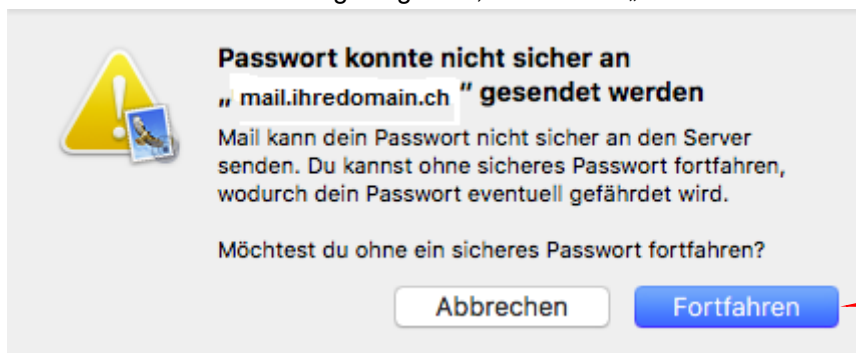 Passwort konnte nicht sicher an
„ mail.ihredomain.ch " gesendet werden
Mail kann dein Passwort nicht sicher an den Server
senden. Du kannst ohne sicheres Passwort fortfahren,
wodurch dein Passwort eventuell gefährdet wird.
Möchtest du ohne ein sicheres Passwort fortfahren?
Abbrechen
Fortfahren